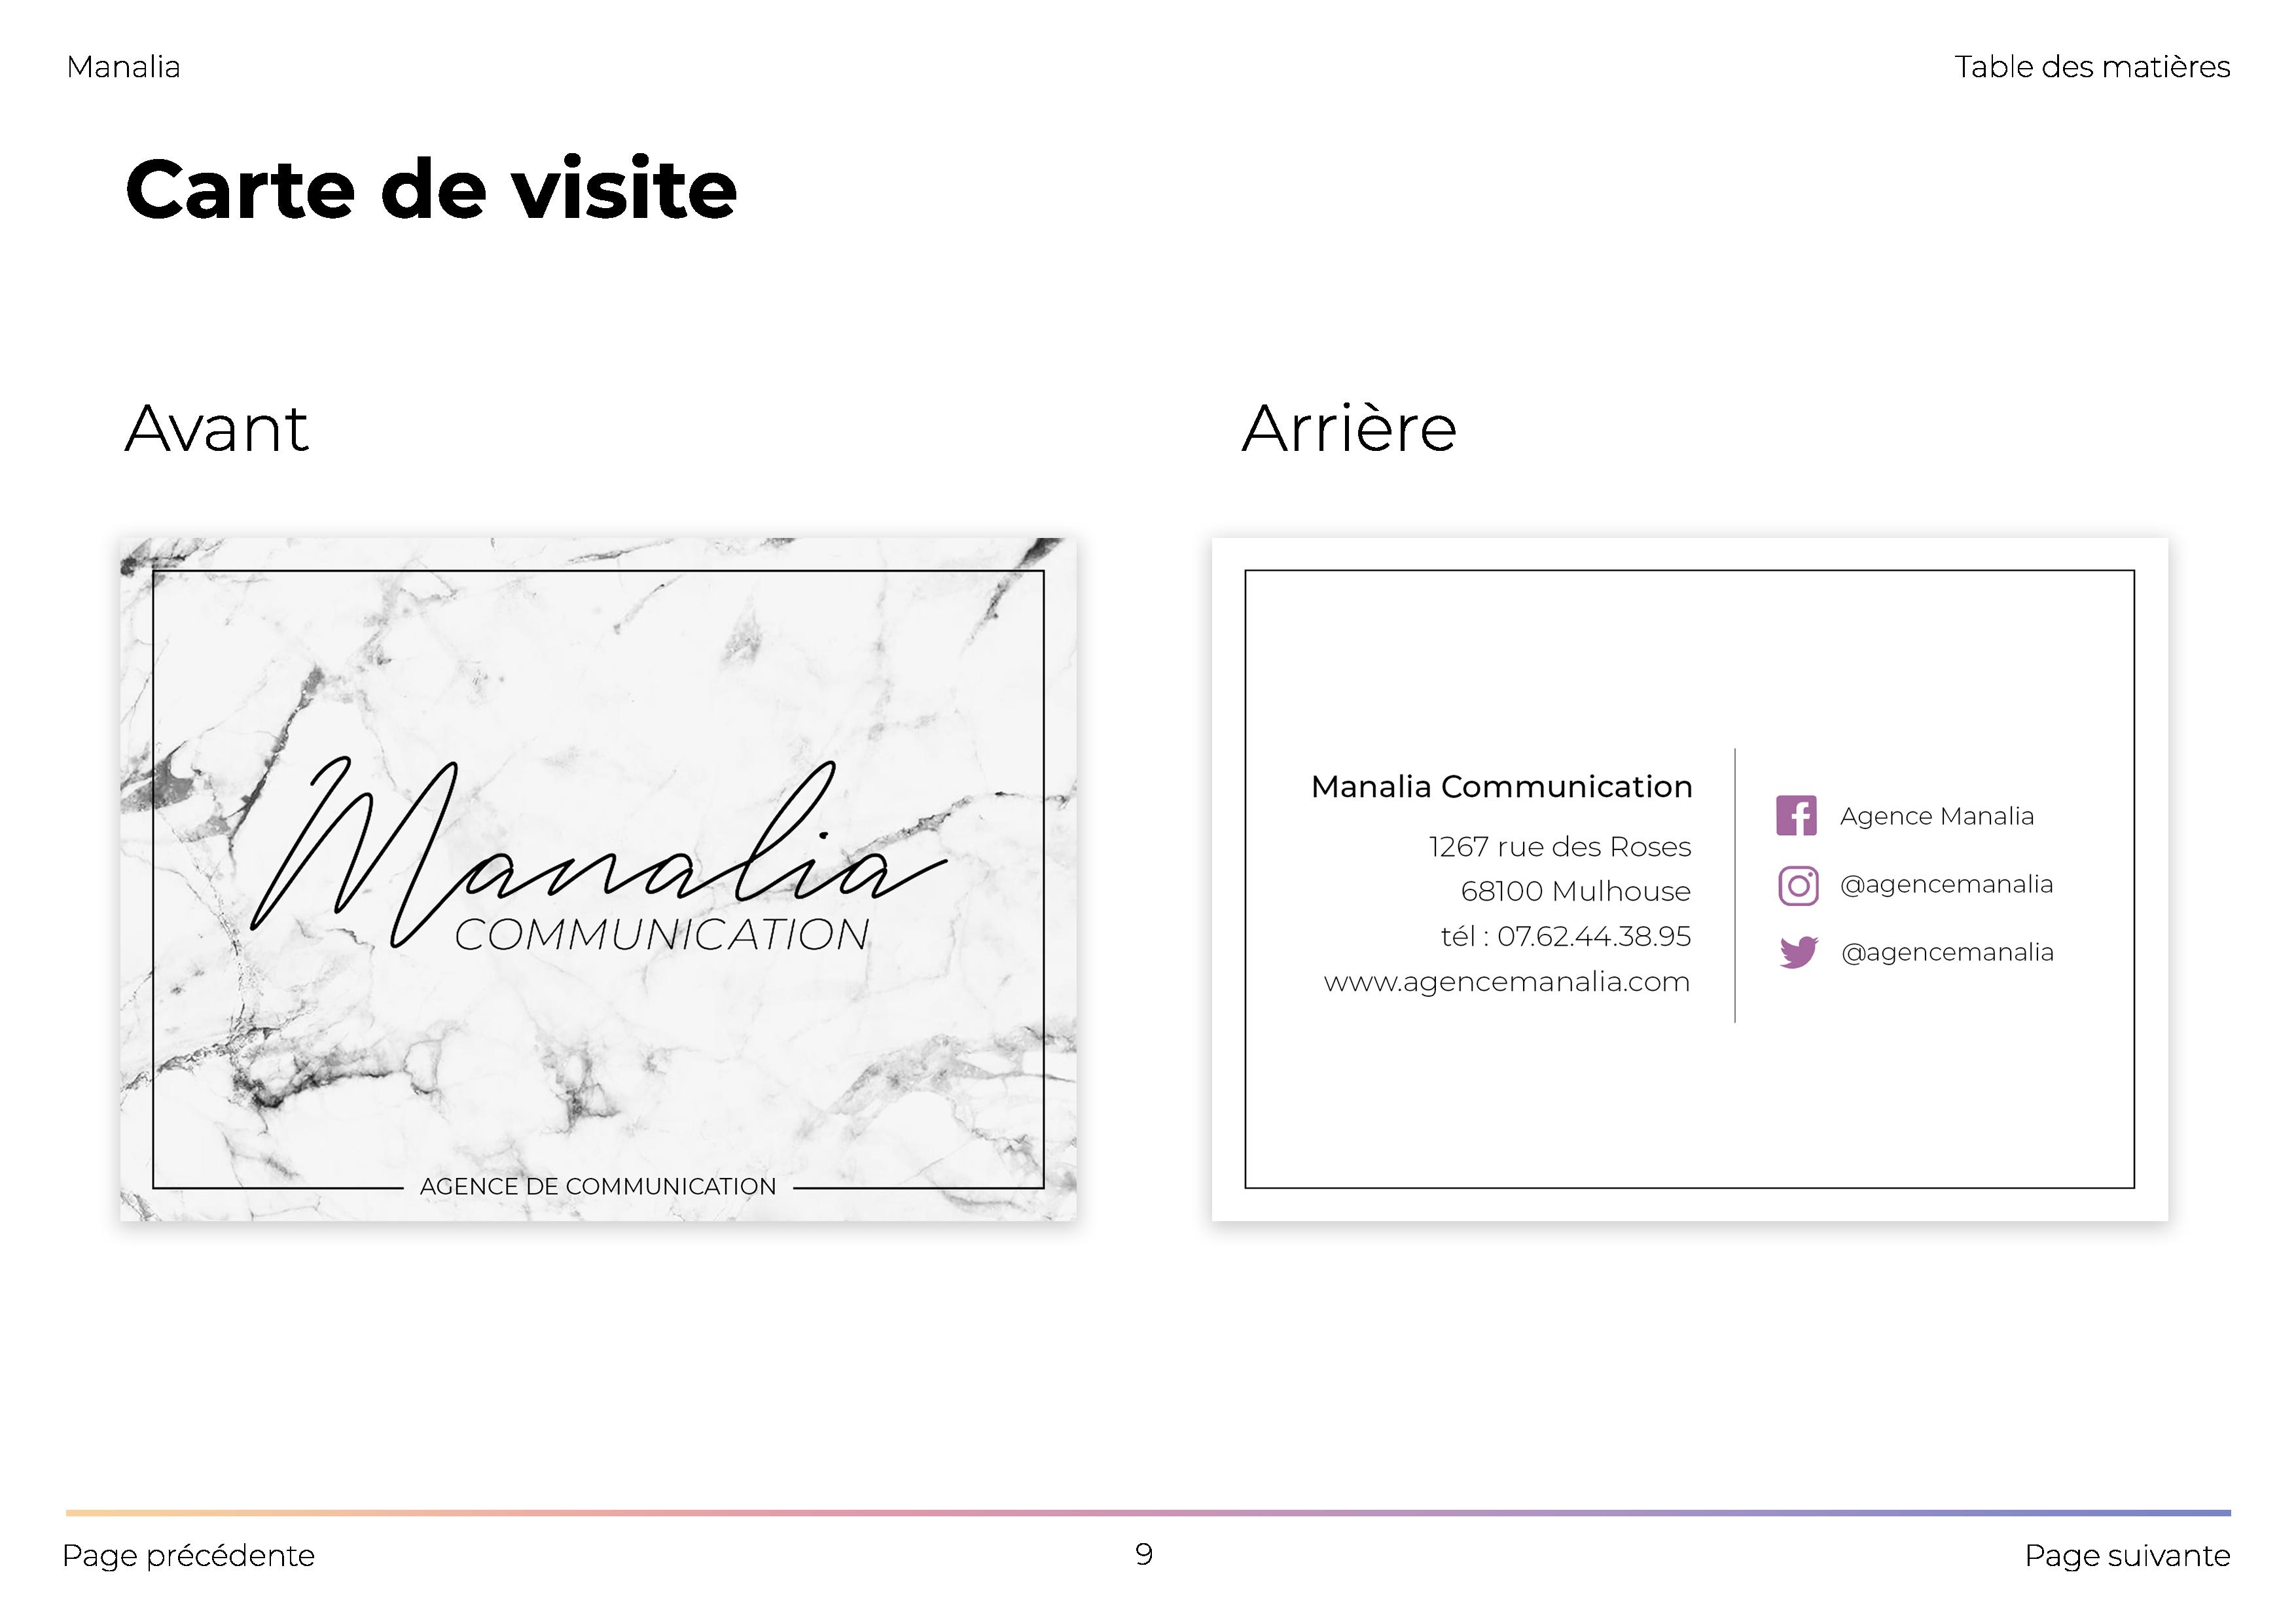 Manalia
Table des matières
Carte de visite
Avant
Manalia
COMMUNICATION
AGENCE DE COMMUNICATION
Arrière
Manalia Communication
1267 rue des Roses
68100 Mulhouse
tél : 07.62.44.38.95
www.agencemanalia.com
Agence Manalia
@agencemanalia
@agencemanalia
Page précédente
9
Page suivante